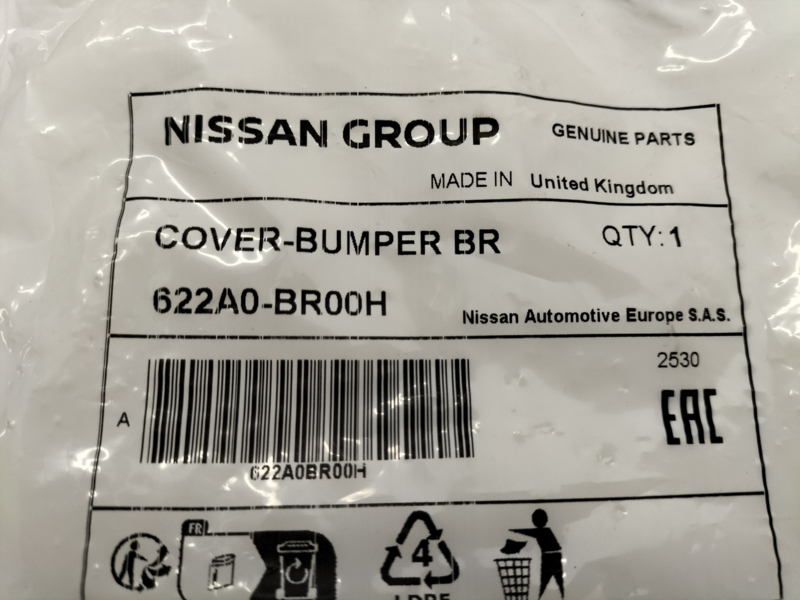 NISSAN GROUP
GENUINE PARTS
MADE IN United Kingdom
COVER-BUMPER BR
QTY: 1
622A0-BR00H
Nissan Automotive Europe S.A.S.
2530
A
EAC
622A0BR00H
FR
4
LDPE